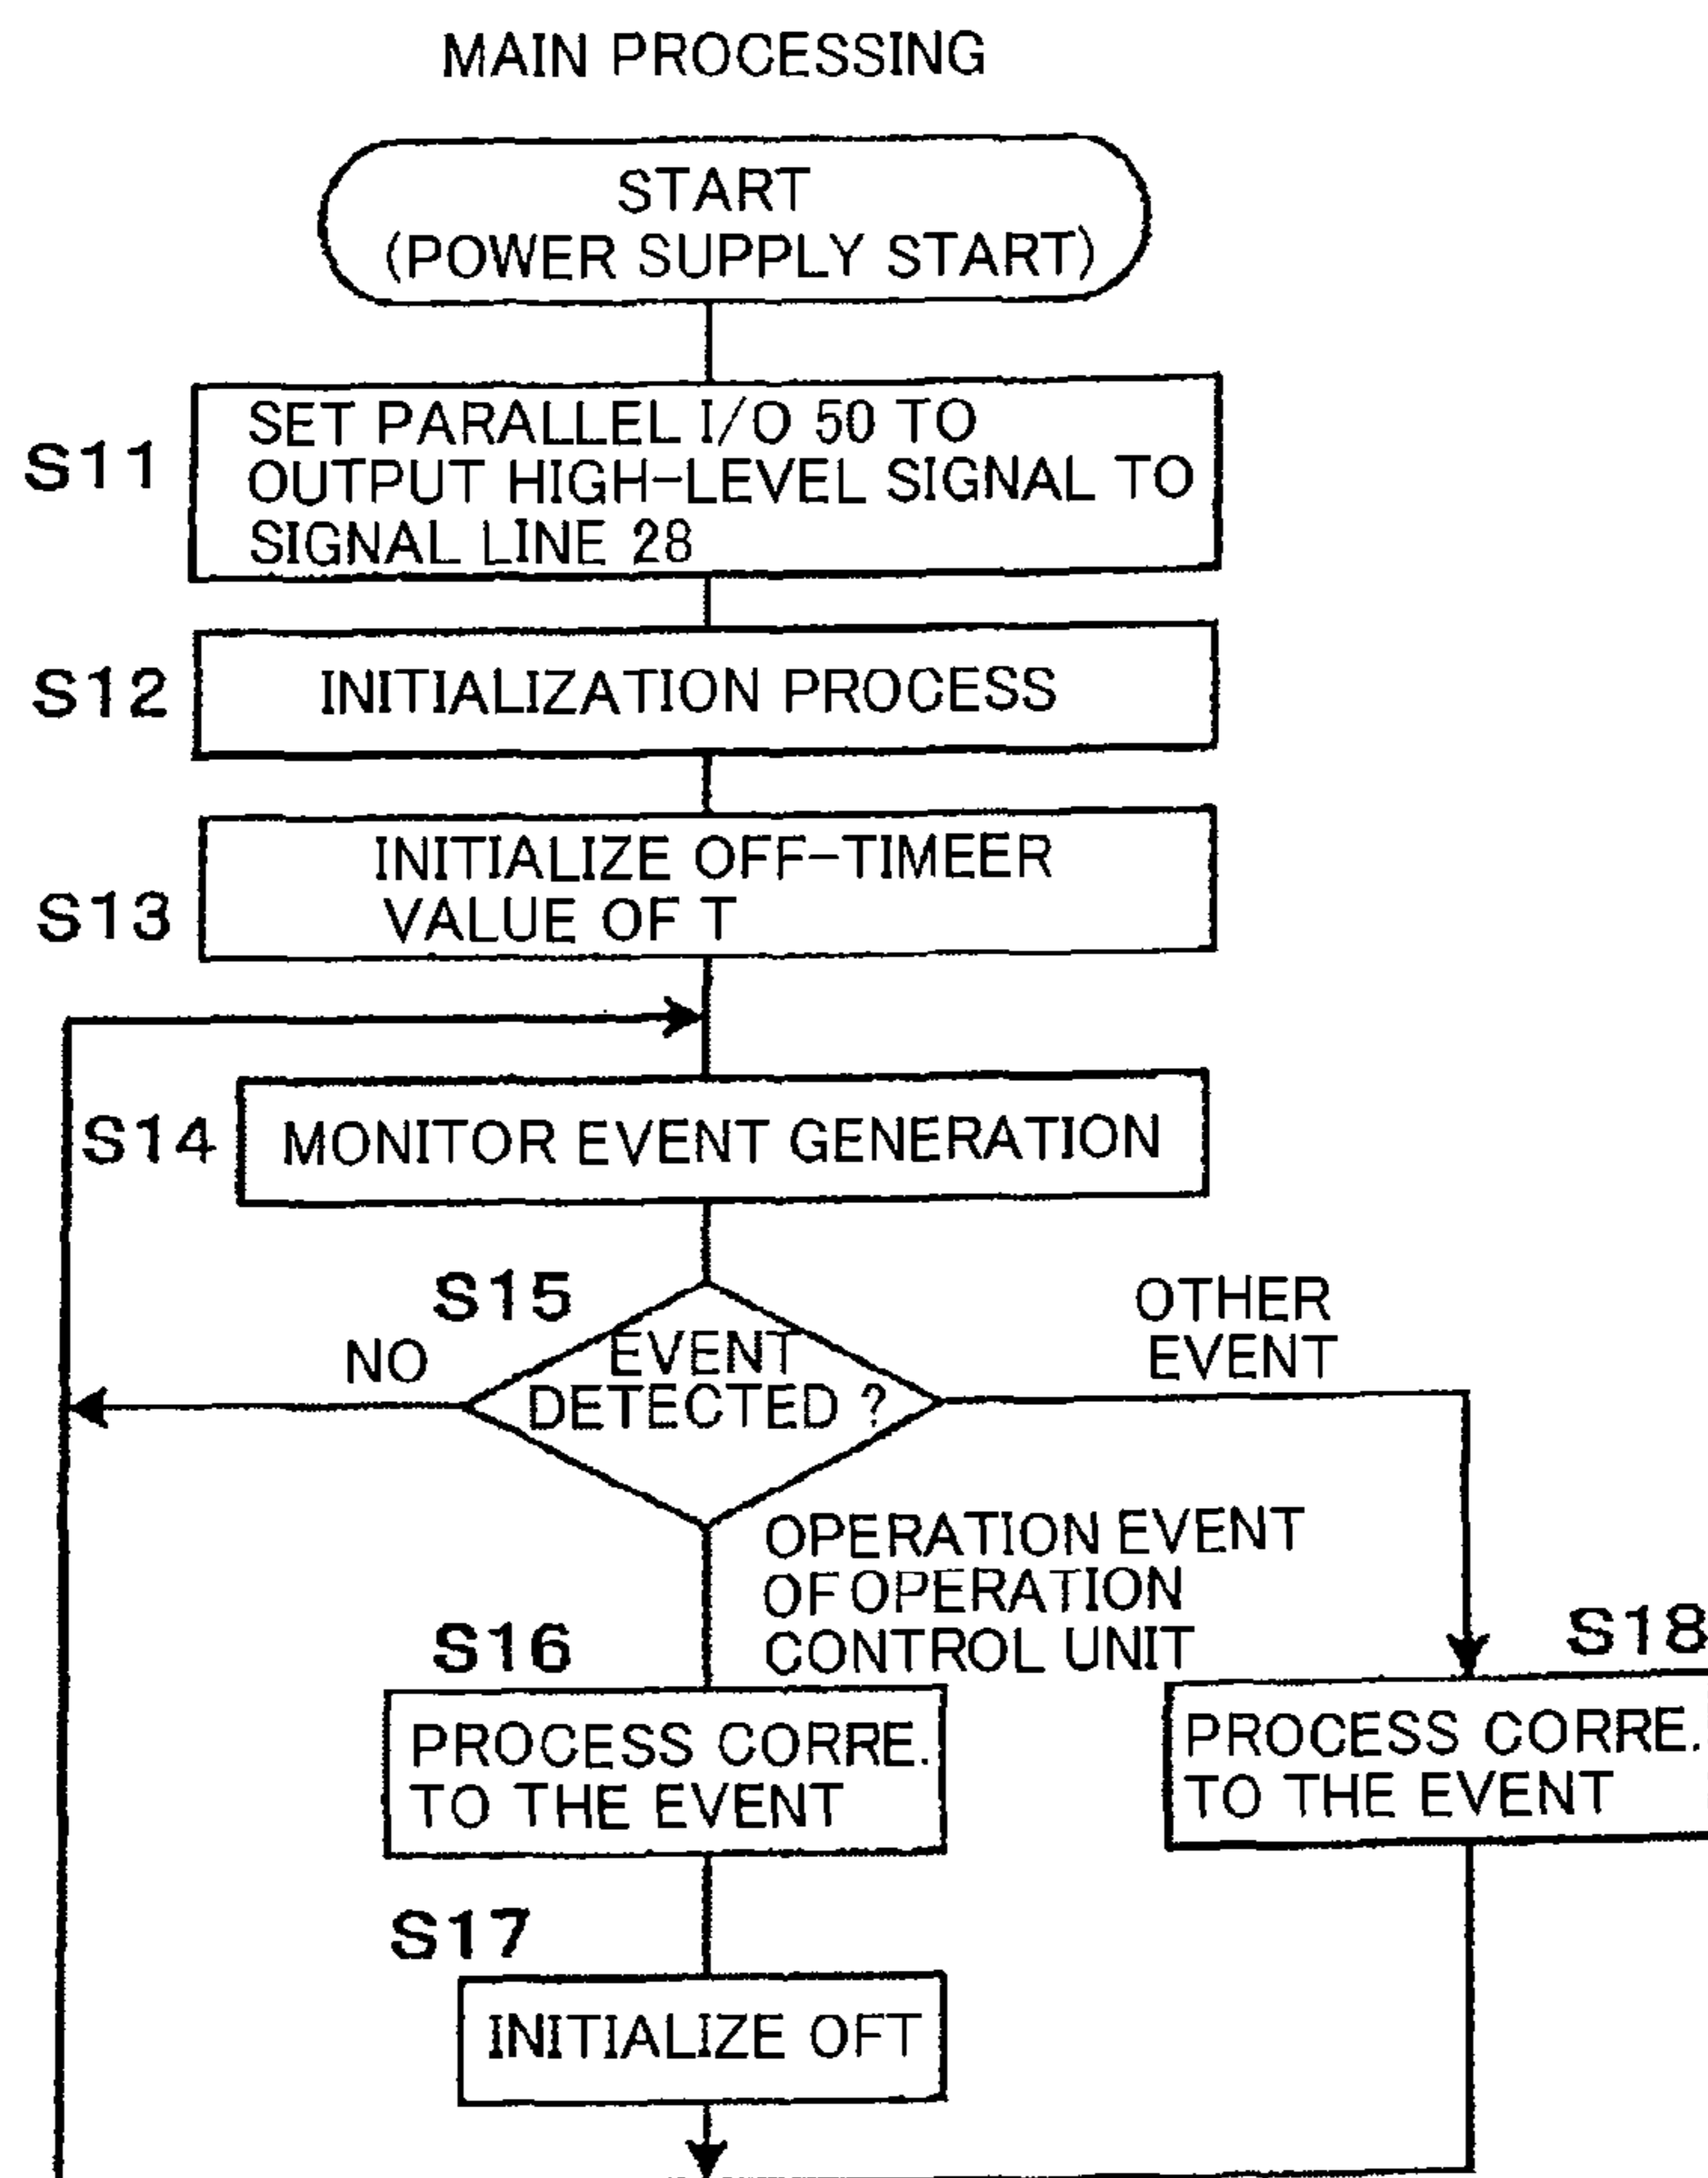 MAIN PROCESSING
START
(POWER SUPPLY START)
S11
SET PARALLEL I/O 50 TO
OUTPUT HIGH-LEVEL SIGNAL TO
SIGNAL LINE 28
S12
INITIALIZATION PROCESS
S13
INITIALIZE OFF-TIMEER
VALUE OF T
S14
MONITOR EVENT GENERATION
S15
EVENT
DETECTED ?
NO
OTHER
EVENT
OPERATION EVENT
OF OPERATION
CONTROL UNIT
S16
PROCESS CORRE.
TO THE EVENT
S18
PROCESS CORRE.
TO THE EVENT
S17
INITIALIZE OFT